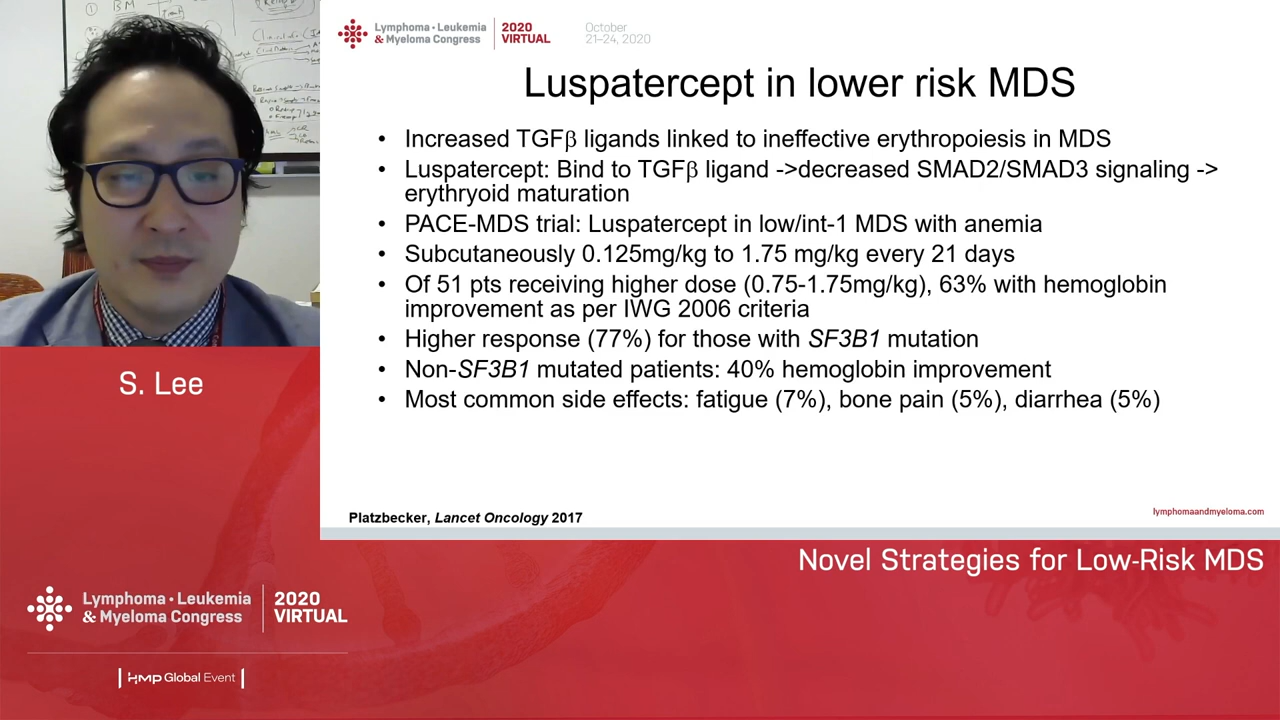 Lymphoma • Leukemia
& Myeloma Congress
2020
VIRTUAL
October
21–24, 2020
Luspatercept in lower risk MDS
• Increased TGFβ ligands linked to ineffective erythropoiesis in MDS
• Luspatercept: Bind to TGFβ ligand ->decreased SMAD2/SMAD3 signaling ->
erythryoid maturation
• PACE-MDS trial: Luspatercept in low/int-1 MDS with anemia
• Subcutaneously 0.125mg/kg to 1.75 mg/kg every 21 days
• Of 51 pts receiving higher dose (0.75-1.75mg/kg), 63% with hemoglobin
improvement as per IWG 2006 criteria
• Higher response (77%) for those with SF3B1 mutation
• Non-SF3B1 mutated patients: 40% hemoglobin improvement
• Most common side effects: fatigue (7%), bone pain (5%), diarrhea (5%)
Platzbecker, Lancet Oncology 2017
lymphomaandmyeloma.com
BM
S. Lee
Novel Strategies for Low-Risk MDS
Lymphoma • Leukemia
& Myeloma Congress
2020
VIRTUAL
HMP Global Event